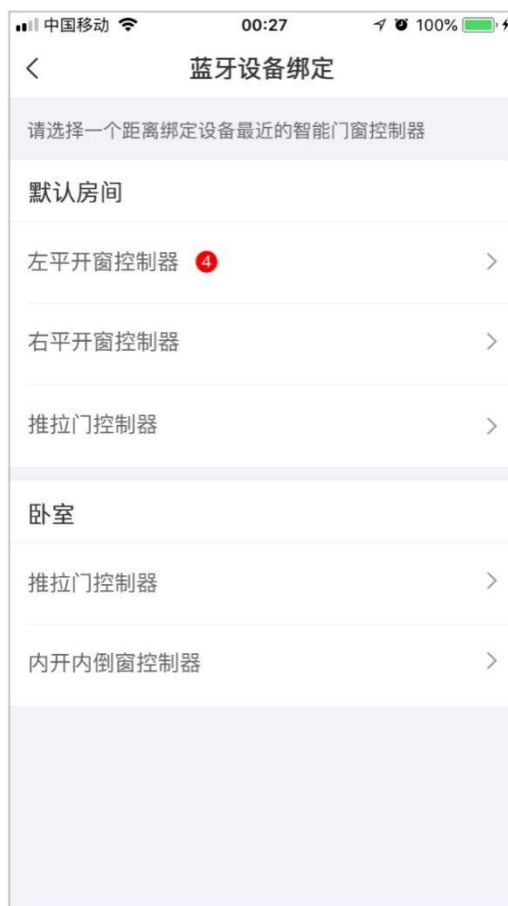 中国移动 00:27 100%
蓝牙设备绑定
请选择一个距离绑定设备最近的智能门窗控制器
默认房间
左平开窗控制器 4
右平开窗控制器
推拉门控制器
卧室
推拉门控制器
内开内倒窗控制器